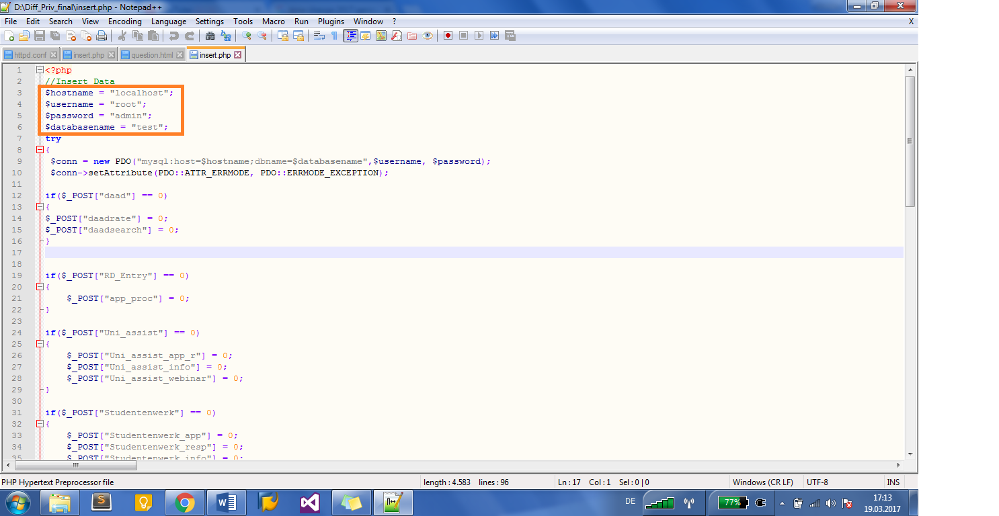 D:\Diff_Priv_final\insert.php - Notepad++
File Edit Search View Encoding Language Settings Tools Macro Run Plugins Window ? X
httpd.conf insert.php question.html insert.php
1 <?php
2 //Insert Data
3 $hostname = "localhost";
4 $username = "root";
5 $password = "admin";
6 $databasename = "test";
7 try
8 {
9 $conn = new PDO("mysql:host=$hostname;dbname=$databasename",$username, $password);
10 $conn->setAttribute(PDO::ATTR_ERRMODE, PDO::ERRMODE_EXCEPTION);
11
12 if($_POST["daad"] == 0)
13 {
14 $_POST["daadrate"] = 0;
15 $_POST["daadsearch"] = 0;
16 }
17
18
19 if($_POST["RD_Entry"] == 0)
20 {
21 $_POST["app_proc"] = 0;
22 }
23
24 if($_POST["Uni_assist"] == 0)
25 {
26 $_POST["Uni_assist_app_r"] = 0;
27 $_POST["Uni_assist_info"] = 0;
28 $_POST["Uni_assist_webinar"] = 0;
29 }
30
31 if($_POST["Studentenwerk"] == 0)
32 {
33 $_POST["Studentenwerk_app"] = 0;
34 $_POST["Studentenwerk_resp"] = 0;
35 $_POST["Studentenwerk_info"] = 0;
PHP Hypertext Preprocessor file length : 4.583 lines : 96 Ln : 17 Col : 1 Sel : 0 | 0 Windows (CR LF) UTF-8 INS
DE 77% 17:13
19.03.2017